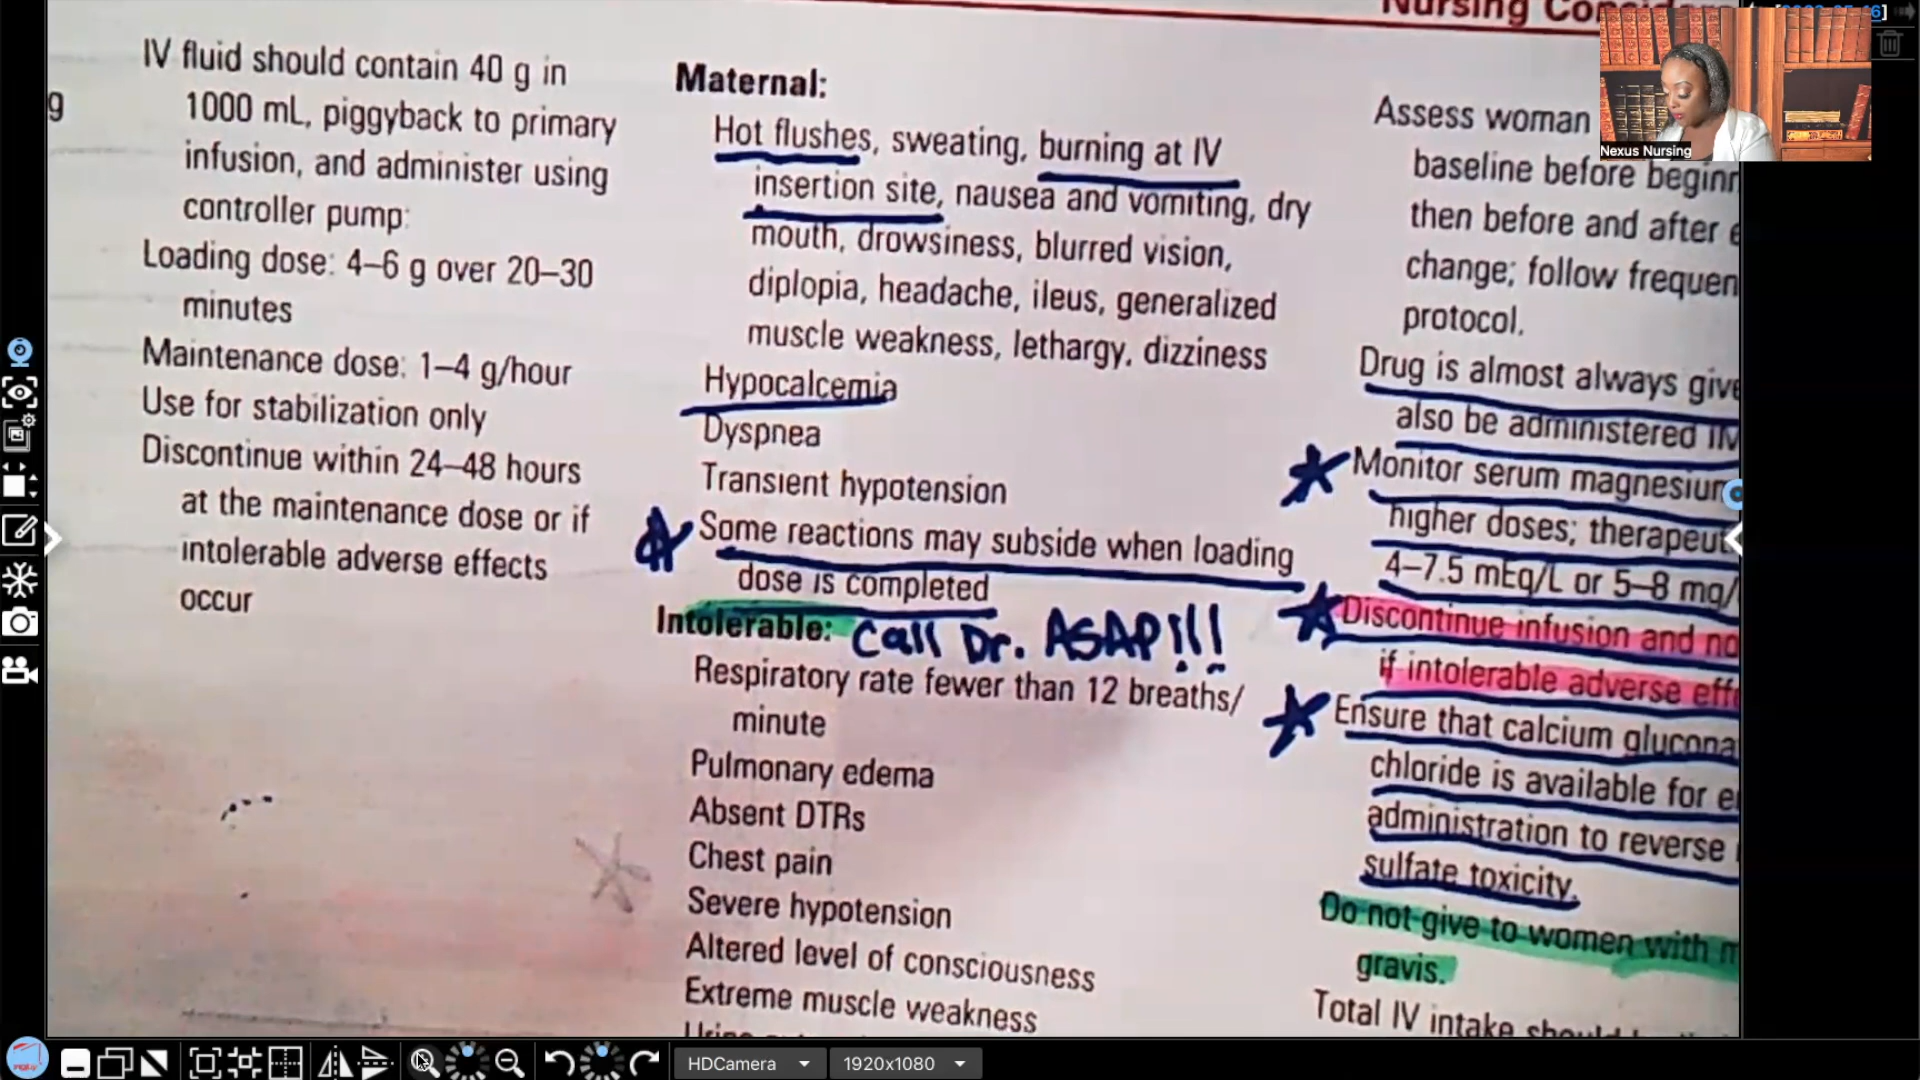 Nursing
IV fluid should contain 40 g in
1000 mL, piggyback to primary
infusion, and administer using
controller pump:
Loading dose: 4–6 g over 20–30
minutes
Maintenance dose: 1–4 g/hour
Use for stabilization only
Discontinue within 24–48 hours
at the maintenance dose or if
intolerable adverse effects
occur
g
Maternal:
Hot flushes, sweating, burning at IV
insertion site, nausea and vomiting, dry
mouth, drowsiness, blurred vision,
diplopia, headache, ileus, generalized
muscle weakness, lethargy, dizziness
Hypocalcemia
Dyspnea
Transient hypotension
Some reactions may subside when loading
dose is completed
Intolerable: Call Dr. ASAP!!!
Respiratory rate fewer than 12 breaths/
minute
Pulmonary edema
Absent DTRs
Chest pain
Severe hypotension
Altered level of consciousness
Extreme muscle weakness
Assess woman
baseline before
then before and after
change; follow
protocol.
Drug is almost always
also be administered IM
Monitor serum
higher doses;
4–7.5 mEq/L or 5–8
Discontinue infusion and
if intolerable adverse
Ensure that calcium
chloride is available for
administration to reverse
sulfate toxicity.
Do not give to women with
gravis.
Total IV intake
Nexus Nursing
HDCamera
1920x1080